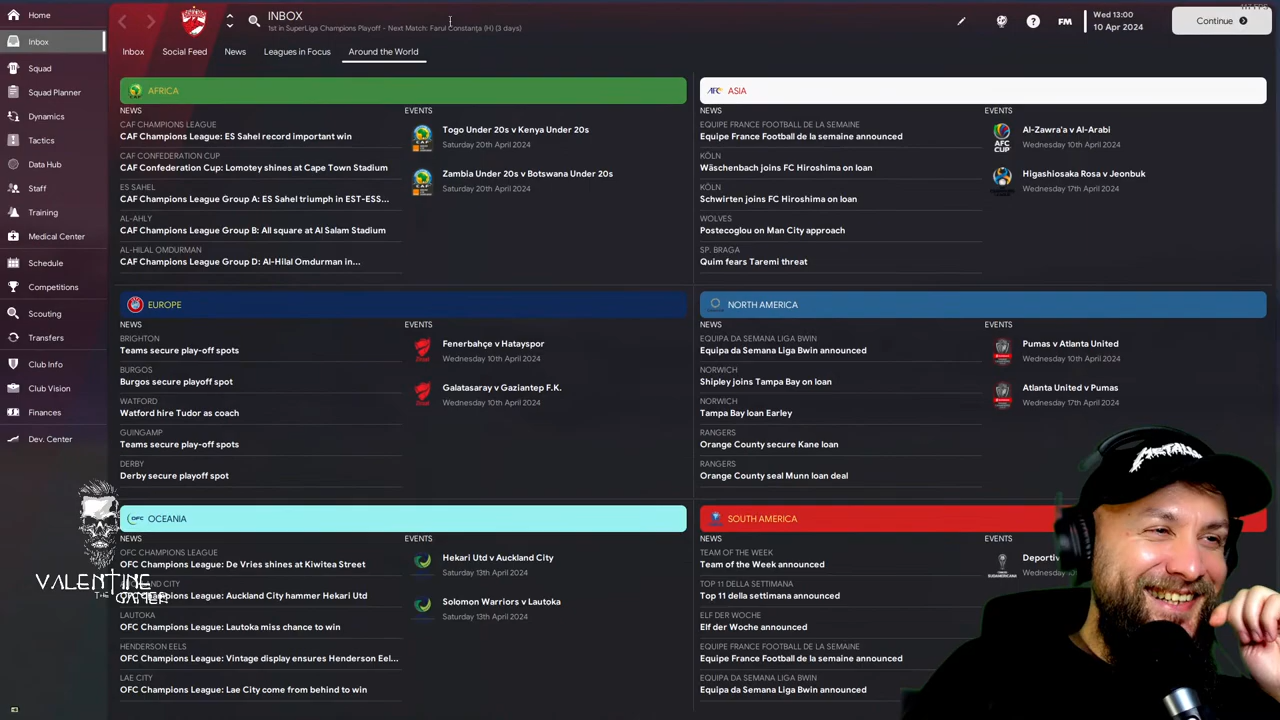 Home
INBOX
1st in SuperLiga Champions Playoff - Next Match: Farul Constanţa (H) (3 days)
FM
Wed 13:00
10 Apr 2024
Continue
Inbox
Squad
Squad Planner
Dynamics
Tactics
Data Hub
Staff
Training
Medical Center
Schedule
Competitions
Scouting
Transfers
Club Info
Club Vision
Finances
Dev. Center
Inbox
Social Feed
News
Leagues in Focus
Around the World
AFRICA
NEWS
CAF CHAMPIONS LEAGUE
CAF Champions League: ES Sahel record important win
CAF CONFEDERATION CUP
CAF Confederation Cup: Lomotey shines at Cape Town Stadium
ES SAHEL
CAF Champions League Group A: ES Sahel triumph in EST-ESS...
AL-AHLY
CAF Champions League Group B: All square at Al Salam Stadium
AL-HILAL OMDURMAN
CAF Champions League Group D: Al-Hilal Omdurman in...
EVENTS
Togo Under 20s v Kenya Under 20s
Saturday 20th April 2024
Zambia Under 20s v Botswana Under 20s
Saturday 20th April 2024
AFC
ASIA
NEWS
EQUIPE FRANCE FOOTBALL DE LA SEMAINE
Equipe France Football de la semaine announced
KÖLN
Wäschenbach joins FC Hiroshima on loan
KÖLN
Schwirten joins FC Hiroshima on loan
WOLVES
Postecoglou on Man City approach
SP. BRAGA
Quim fears Taremi threat
EVENTS
AFC CUP
Al-Zawra'a v Al-Arabi
Wednesday 10th April 2024
Higashiosaka Rosa v Jeonbuk
Wednesday 17th April 2024
EUROPE
NEWS
BRIGHTON
Teams secure play-off spots
BURGOS
Burgos secure playoff spot
WATFORD
Watford hire Tudor as coach
GUINGAMP
Teams secure play-off spots
DERBY
Derby secure playoff spot
EVENTS
Fenerbahçe v Hatayspor
Wednesday 10th April 2024
Galatasaray v Gaziantep F.K.
Wednesday 10th April 2024
NORTH AMERICA
NEWS
EQUIPA DA SEMANA LIGA BWIN
Equipa da Semana Liga Bwin announced
NORWICH
Shipley joins Tampa Bay on loan
NORWICH
Tampa Bay loan Earley
RANGERS
Orange County secure Kane loan
RANGERS
Orange County seal Munn loan deal
EVENTS
Pumas v Atlanta United
Wednesday 10th April 2024
Atlanta United v Pumas
Wednesday 17th April 2024
OFC
OCEANIA
NEWS
OFC CHAMPIONS LEAGUE
OFC Champions League: De Vries shines at Kiwitea Street
AND CITY
Champions League: Auckland City hammer Hekari Utd
LAUTOKA
OFC Champions League: Lautoka miss chance to win
HENDERSON EELS
OFC Champions League: Vintage display ensures Henderson Eel...
LAE CITY
OFC Champions League: Lae City come from behind to win
EVENTS
Hekari Utd v Auckland City
Saturday 13th April 2024
Solomon Warriors v Lautoka
Saturday 13th April 2024
SOUTH AMERICA
NEWS
TEAM OF THE WEEK
Team of the Week announced
TOP 11 DELLA SETTIMANA
Top 11 della settimana announced
ELF DER WOCHE
Elf der Woche announced
EQUIPE FRANCE FOOTBALL DE LA SEMAINE
Equipe France Football de la semaine announced
EQUIPA DA SEMANA LIGA BWIN
Equipa da Semana Liga Bwin announced
EVENTS
Deporti
Wednesday 10
VALENTINE
THE GAMER
METALLICA